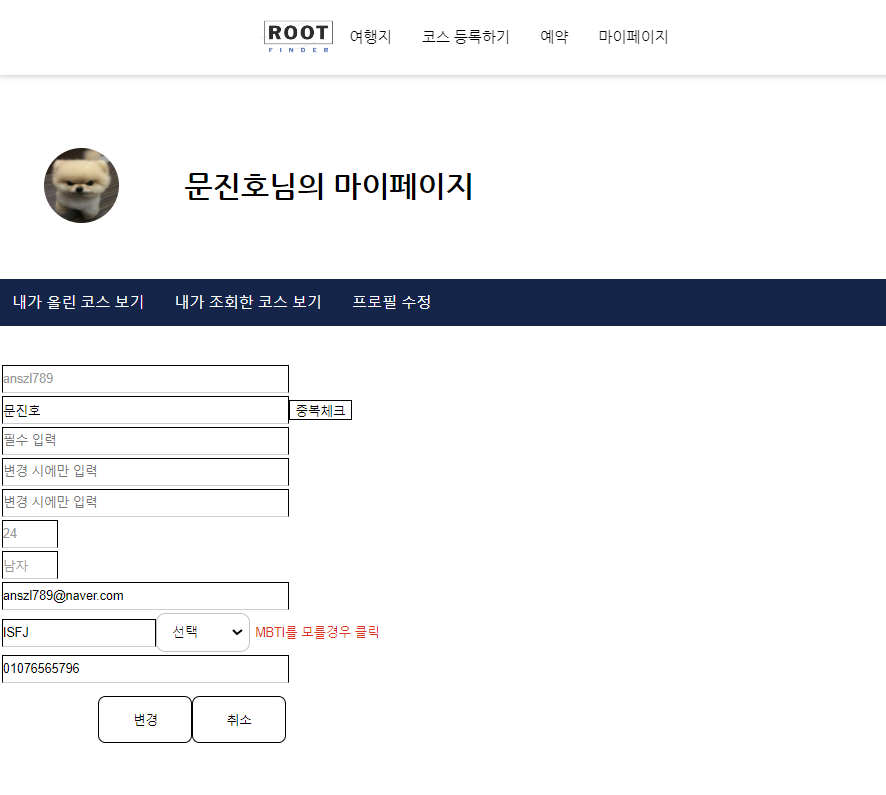 ROOT
FINDER
여행지 코스 등록하기 예약 마이페이지
문진호님의 마이페이지
내가 올린 코스 보기 내가 조회한 코스 보기 프로필 수정
anszl789
문진호 중복체크
필수 입력
변경 시에만 입력
변경 시에만 입력
24
남자
anszl789@naver.com
ISFJ 선택 MBTI를 모를경우 클릭
01076565796
변경 취소